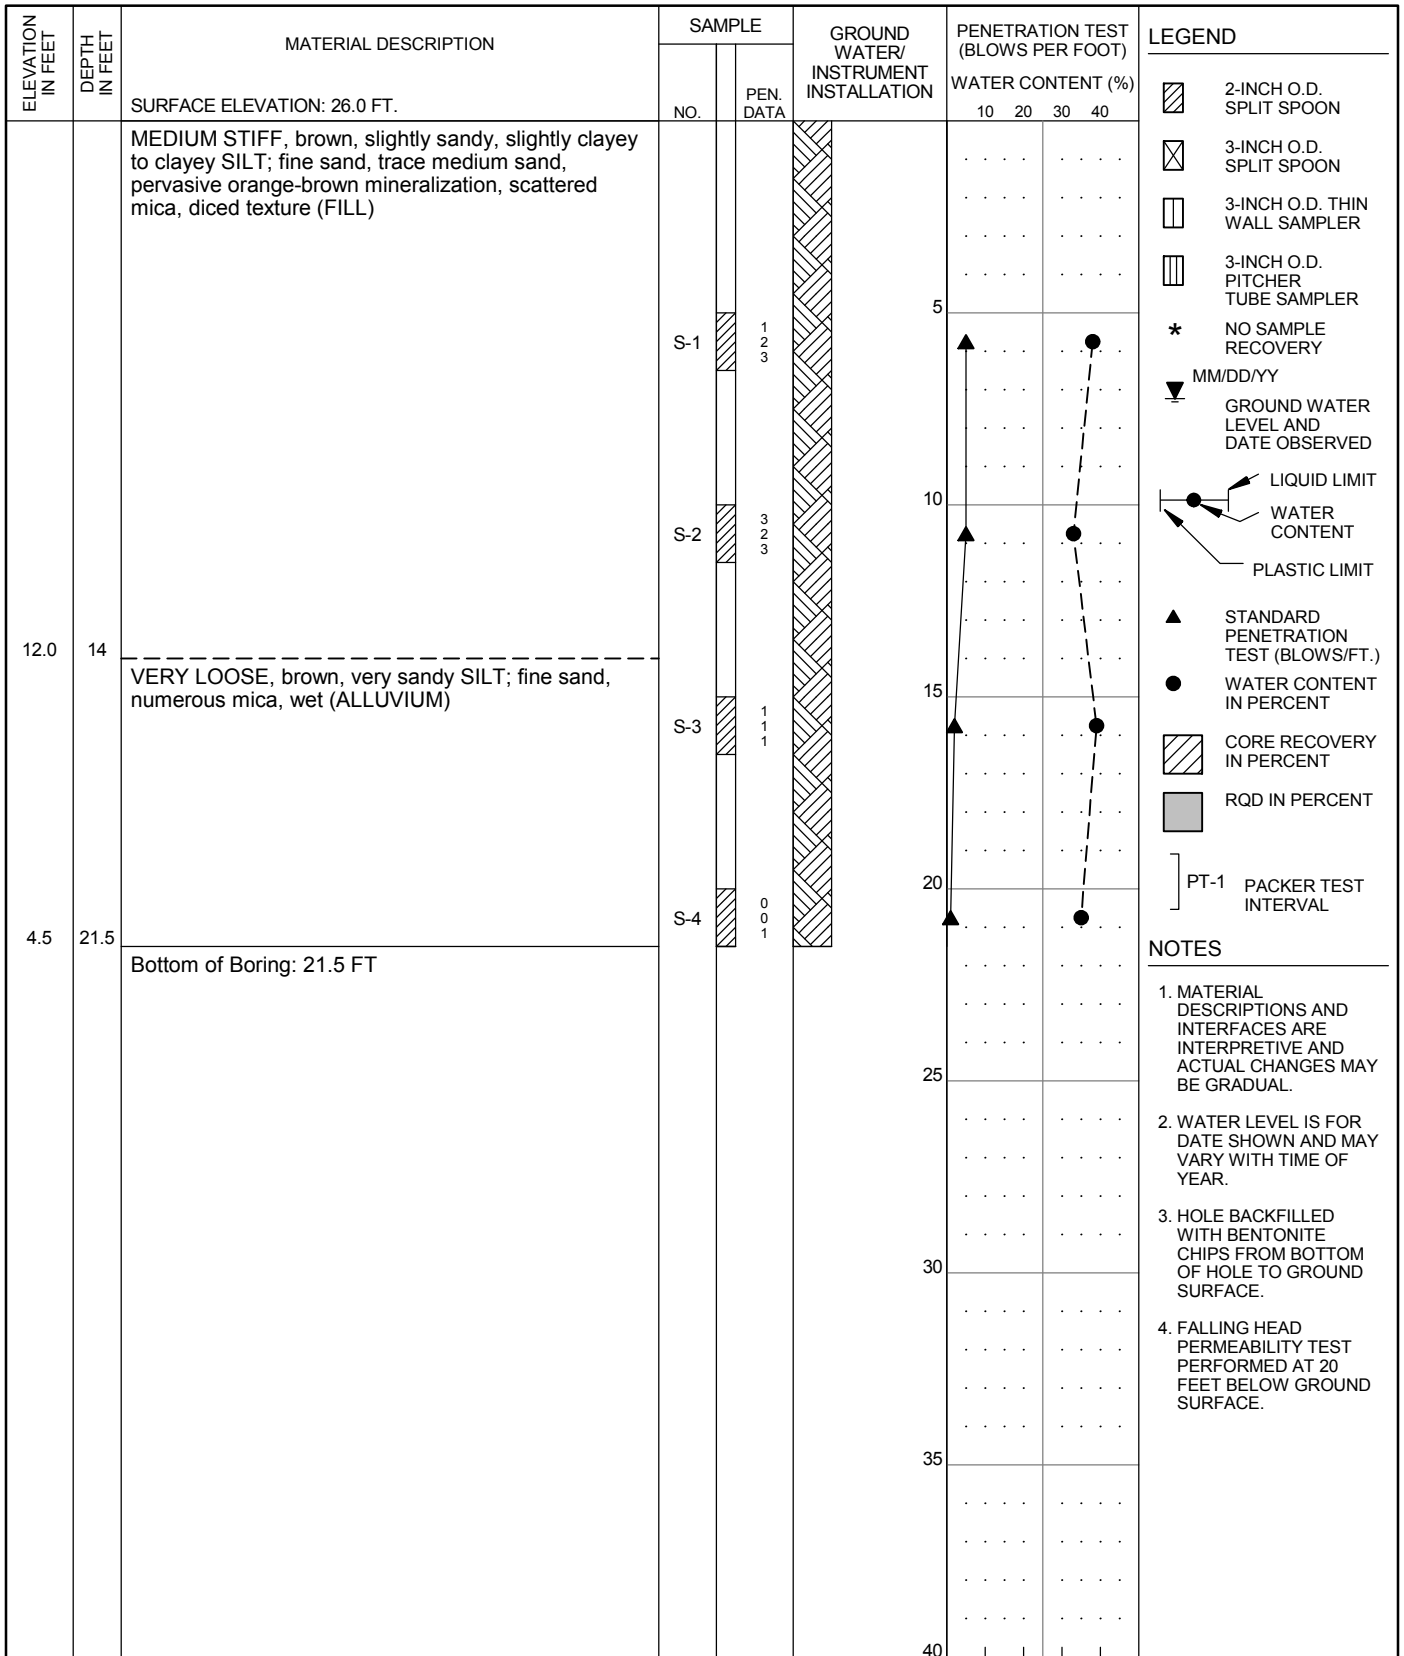 ELEVATION
IN FEET
DEPTH
IN FEET
MATERIAL DESCRIPTION
SURFACE ELEVATION: 26.0 FT.
SAMPLE
NO.
PEN.
DATA
GROUND
WATER/
INSTRUMENT
INSTALLATION
PENETRATION TEST
(BLOWS PER FOOT)
WATER CONTENT (%)
10 20 30 40
MEDIUM STIFF, brown, slightly sandy, slightly clayey
to clayey SILT; fine sand, trace medium sand,
pervasive orange-brown mineralization, scattered
mica, diced texture (FILL)
5
S-1
1
2
3
10
S-2
3
2
3
12.0 14
VERY LOOSE, brown, very sandy SILT; fine sand,
numerous mica, wet (ALLUVIUM)
15
S-3
1
1
1
20
S-4
0
0
1
4.5 21.5
Bottom of Boring: 21.5 FT
25
30
35
40
LEGEND
2-INCH O.D.
SPLIT SPOON
3-INCH O.D.
SPLIT SPOON
3-INCH O.D. THIN
WALL SAMPLER
3-INCH O.D.
PITCHER
TUBE SAMPLER
* NO SAMPLE
RECOVERY
MM/DD/YY
GROUND WATER
LEVEL AND
DATE OBSERVED
LIQUID LIMIT
WATER
CONTENT
PLASTIC LIMIT
STANDARD
PENETRATION
TEST (BLOWS/FT.)
WATER CONTENT
IN PERCENT
CORE RECOVERY
IN PERCENT
RQD IN PERCENT
PT-1 PACKER TEST
INTERVAL
NOTES
1. MATERIAL
DESCRIPTIONS AND
INTERFACES ARE
INTERPRETIVE AND
ACTUAL CHANGES MAY
BE GRADUAL.
2. WATER LEVEL IS FOR
DATE SHOWN AND MAY
VARY WITH TIME OF
YEAR.
3. HOLE BACKFILLED
WITH BENTONITE
CHIPS FROM BOTTOM
OF HOLE TO GROUND
SURFACE.
4. FALLING HEAD
PERMEABILITY TEST
PERFORMED AT 20
FEET BELOW GROUND
SURFACE.